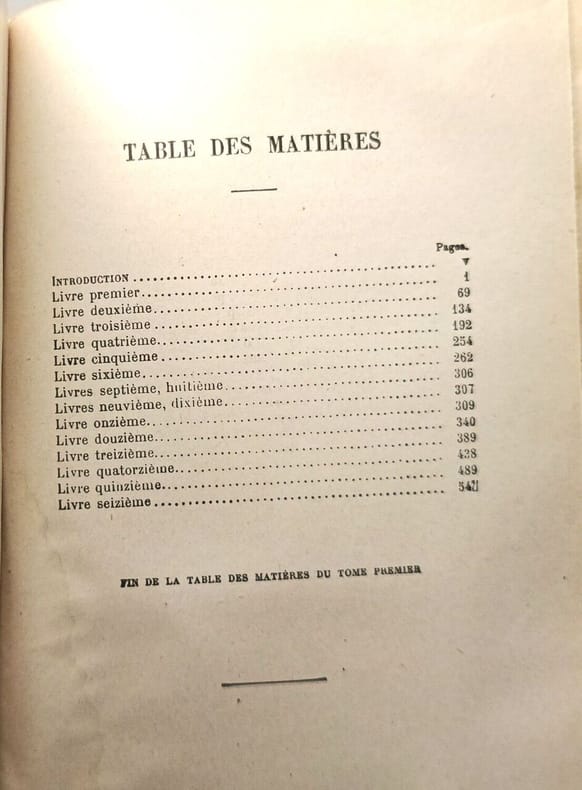 TABLE DES MATIÈRES
Pages.
INTRODUCTION ........................................ v
Livre premier........................................ 1
Livre deuxième....................................... 69
Livre troisième ..................................... 134
Livre quatrième...................................... 192
Livre cinquième ..................................... 254
Livre sixième........................................ 262
Livres septième, huitième............................ 306
Livres neuvième, dixième............................. 307
Livre onzième........................................ 309
Livre douzième....................................... 340
Livre treizième...................................... 389
Livre quatorzième.................................... 438
Livre quinzième...................................... 489
Livre seizième ......................................
FIN DE LA TABLE DES MATIÈRES DU TOME PREMIER